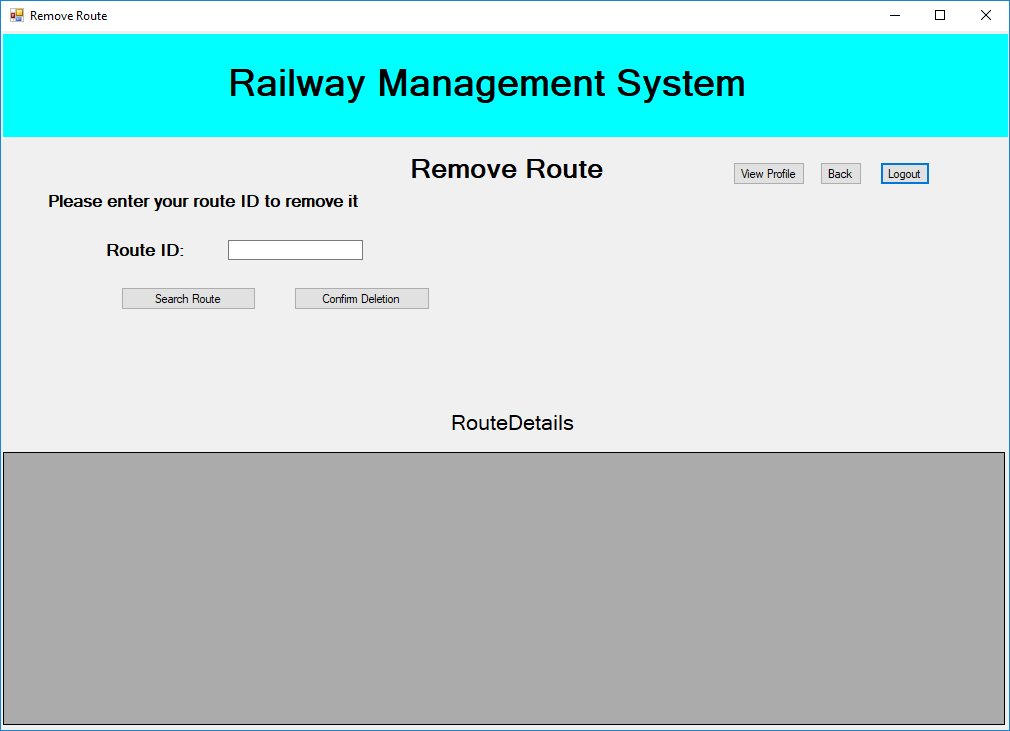 Remove Route
Railway Management System
Remove Route
View Profile
Back
Logout
Please enter your route ID to remove it
Route ID:
Search Route
Confirm Deletion
RouteDetails